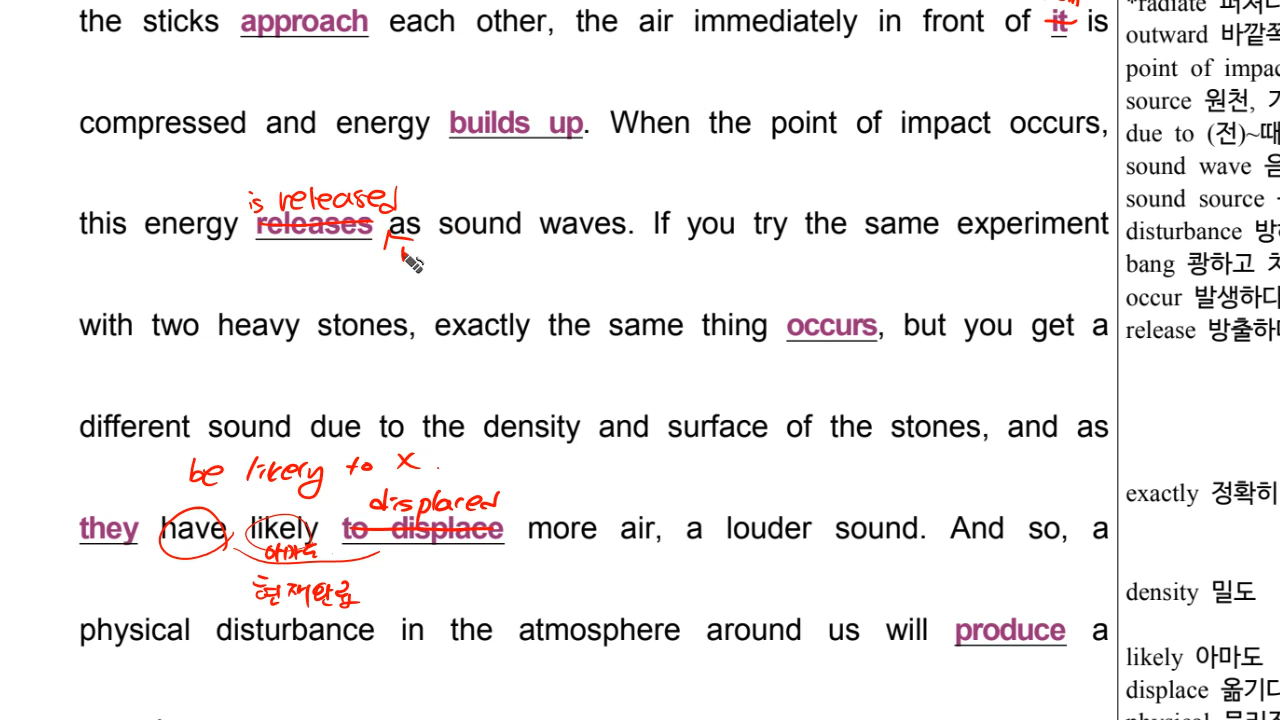 the sticks approach each other, the air immediately in front of it is
compressed and energy builds up. When the point of impact occurs,
is released
this energy releases as sound waves. If you try the same experiment
with two heavy stones, exactly the same thing occurs, but you get a
different sound due to the density and surface of the stones, and as
be likely to x.
displaced
they have likely to displace more air, a louder sound. And so, a
아마도
현재완료
physical disturbance in the atmosphere around us will produce a
outward 바깥쪽
point of impac
source 원천,
due to (전)~때
sound wave 음
sound source
disturbance 방해
bang 쾅하고
occur 발생하다
release 방출하다
exactly 정확히
density 밀도
likely 아마도
displace 옮기다